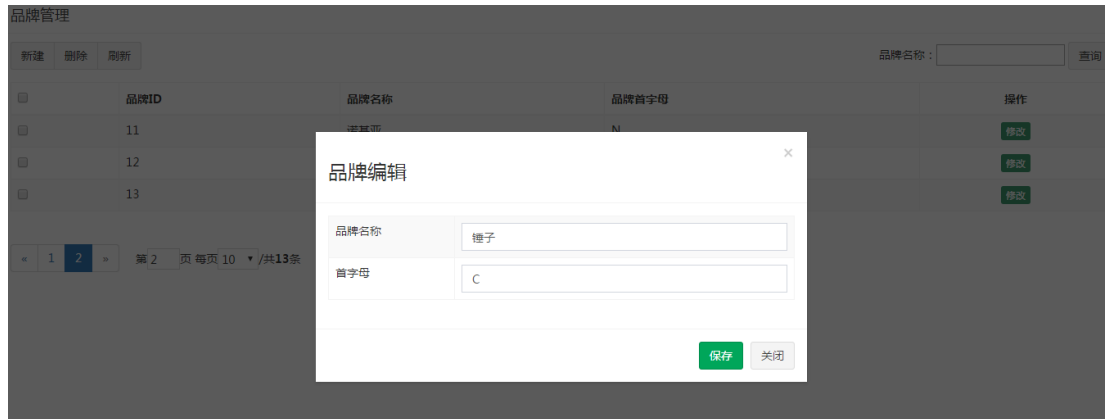 品牌管理
新建 删除 刷新 品牌名称： 查询
品牌ID 品牌名称 品牌首字母 操作
11 诺基亚 N 修改
12 修改
13 修改
×
品牌编辑
品牌名称 锤子
首字母 C
« 1 2 » 第 2 页 每页 10 /共13条
保存 关闭